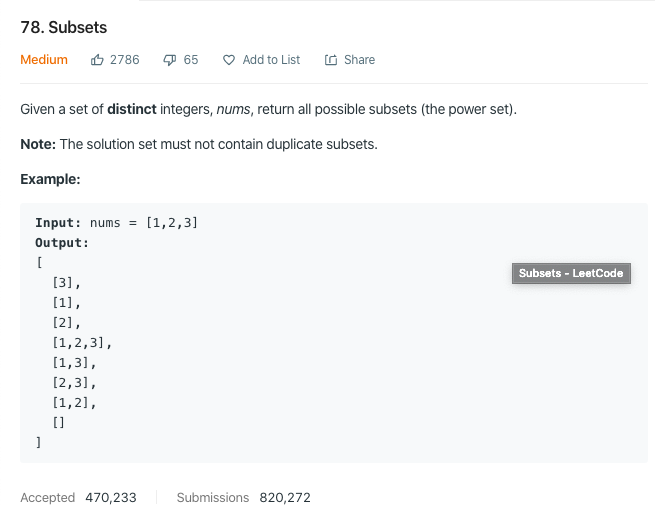 78. Subsets
Medium 2786 65 Add to List Share
Given a set of distinct integers, nums, return all possible subsets (the power set).
Note: The solution set must not contain duplicate subsets.
Example:
Input: nums = [1,2,3]
Output:
[
  [3],
  [1],
  [2],
  [1,2,3],
  [1,3],
  [2,3],
  [1,2],
  []
]
Subsets - LeetCode
Accepted 470,233 Submissions 820,272